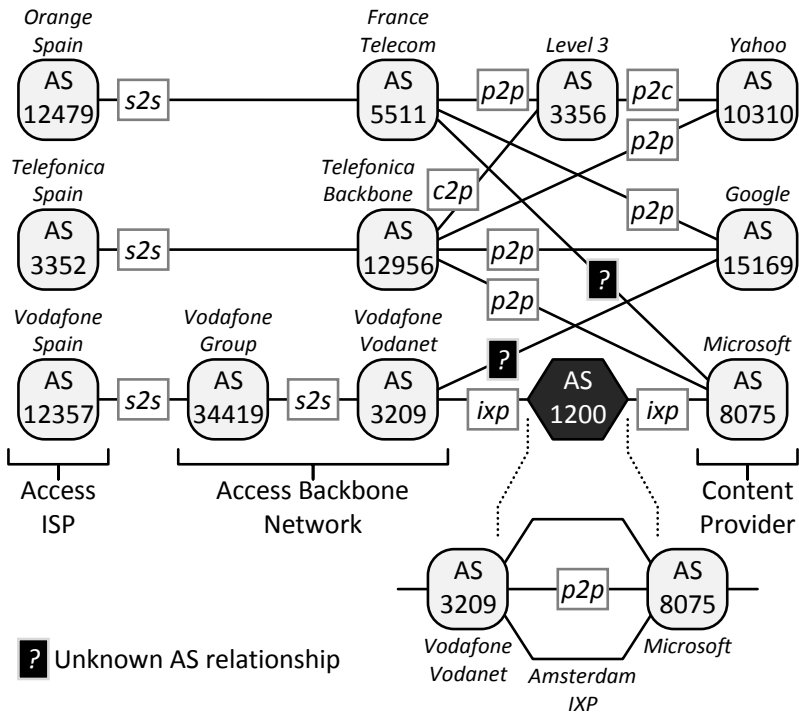 Orange
Spain
France
Telecom
Level 3
Yahoo
AS
12479
s2s
AS
5511
p2p
AS
3356
p2c
AS
10310
p2p
Telefonica
Spain
Telefonica
Backbone
c2p
Google
p2p
AS
3352
s2s
AS
12956
p2p
AS
15169
?
p2p
Vodafone
Spain
Vodafone
Group
Vodafone
Vodanet
Microsoft
?
AS
12357
s2s
AS
34419
s2s
AS
3209
ixp
AS
1200
ixp
AS
8075
Access
ISP
Access Backbone
Network
Content
Provider
AS
3209
p2p
AS
8075
Vodafone
Vodanet
Amsterdam
IXP
Microsoft
? Unknown AS relationship